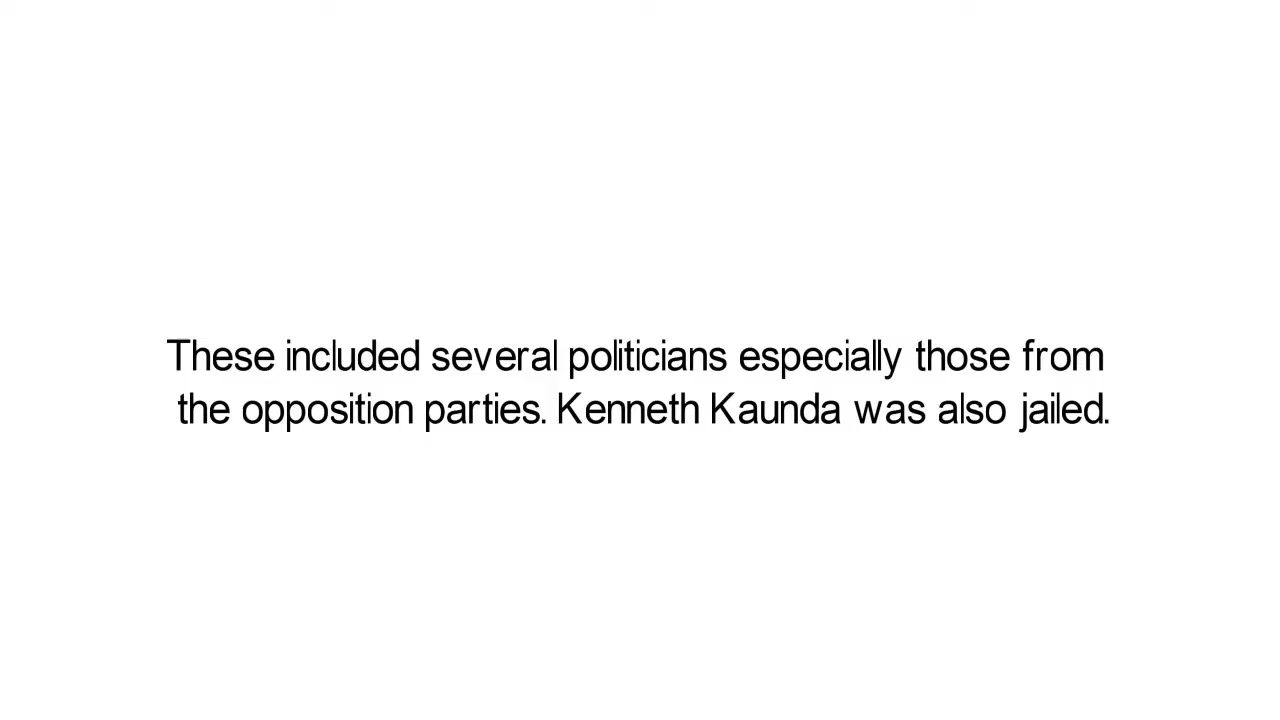 These included several politicians especially those from
the opposition parties. Kenneth Kaunda was also jailed.